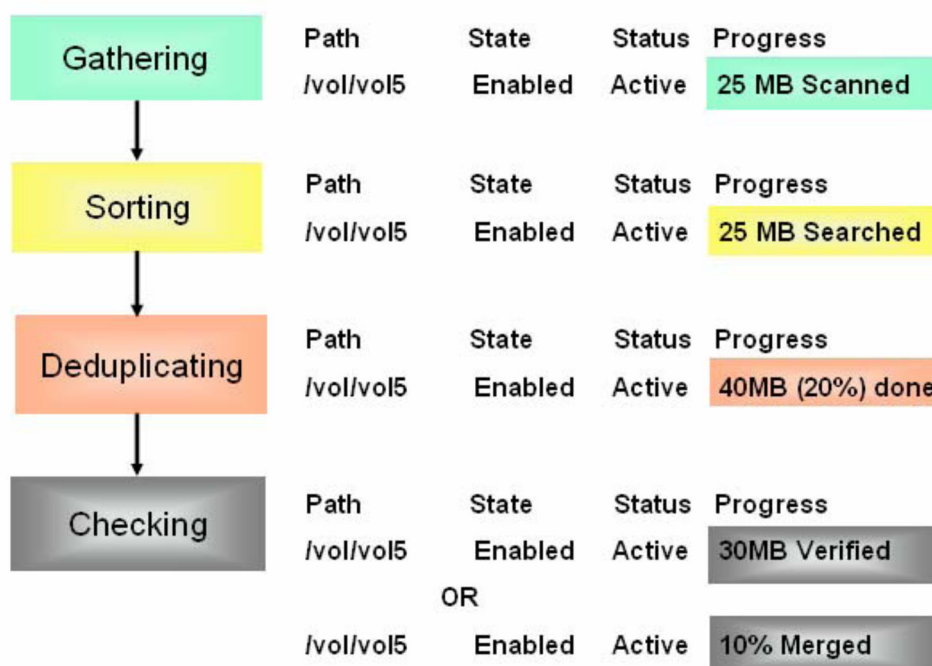 Gathering
Path State Status Progress
/vol/vol5 Enabled Active 25 MB Scanned
Sorting
Path State Status Progress
/vol/vol5 Enabled Active 25 MB Searched
Deduplicating
Path State Status Progress
/vol/vol5 Enabled Active 40MB (20%) done
Checking
Path State Status Progress
/vol/vol5 Enabled Active 30MB Verified
OR
/vol/vol5 Enabled Active 10% Merged